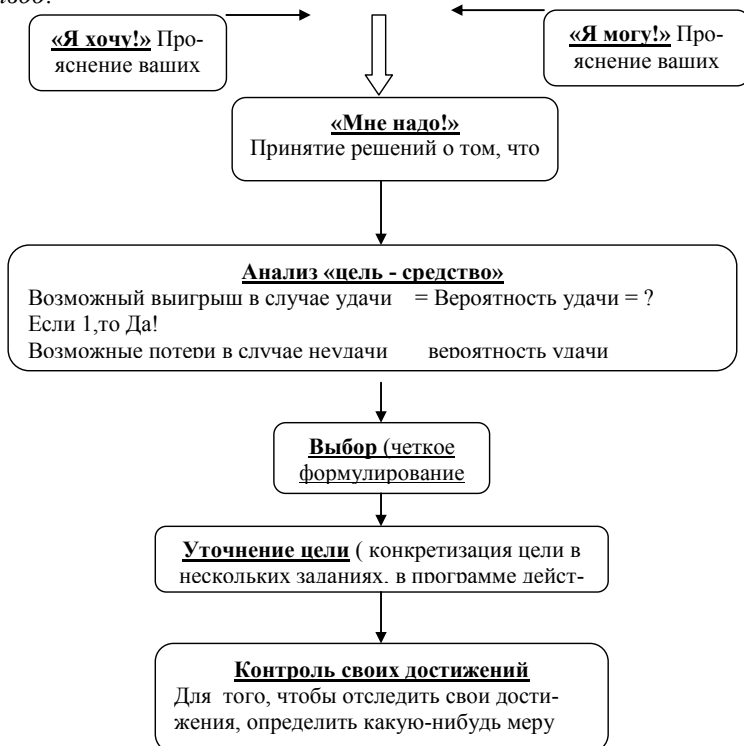 «Я хочу!» Про-
яснение ваших
«Я могу!» Про-
яснение ваших
«Мне надо!»
Принятие решений о том, что
Анализ «цель - средство»
Возможный выигрыш в случае удачи = Вероятность удачи = ?
Если 1,то Да!
Возможные потери в случае неудачи вероятность удачи
Выбор (четкое
формулирование
Уточнение цели ( конкретизация цели в
нескольких заданиях, в программе дейст-
Контроль своих достижений
Для того, чтобы отследить свои дости-
жения, определить какую-нибудь меру